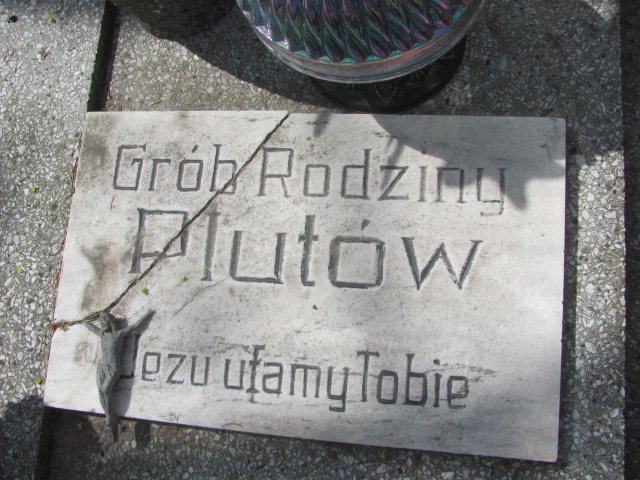 Grób Rodziny
Plutów
Jezu ufamy Tobie